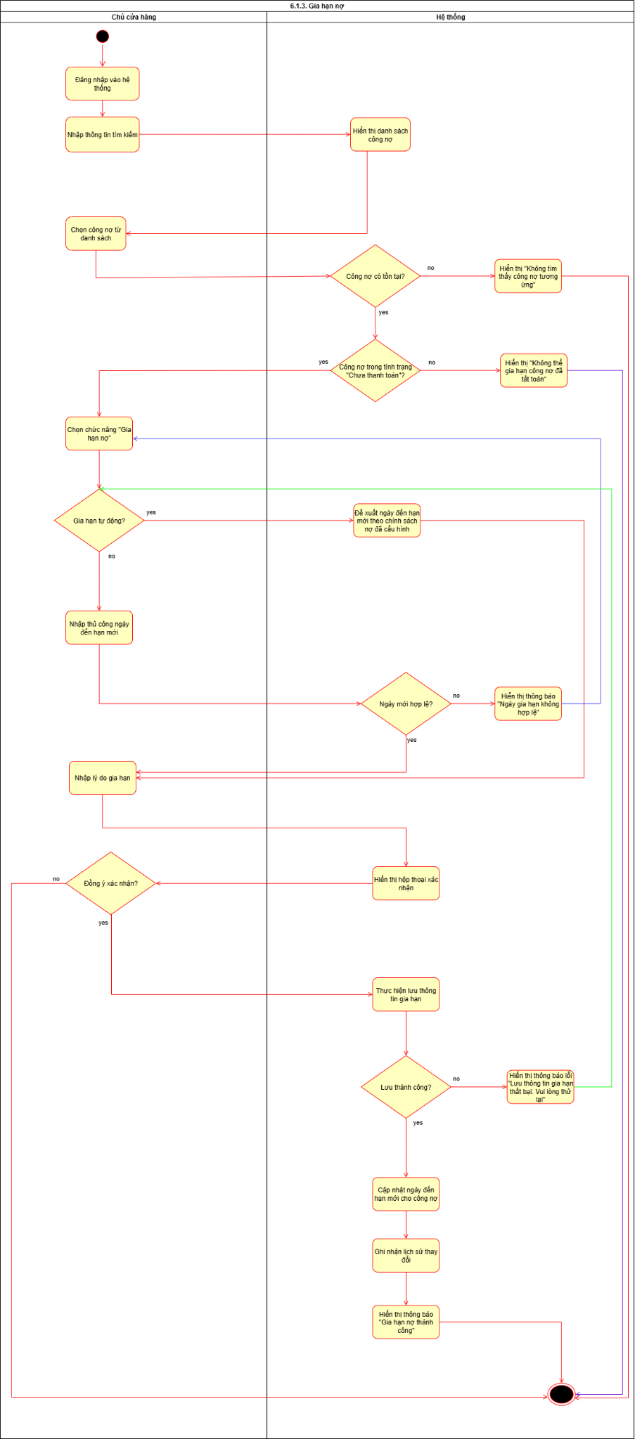 6.1.3. Gia hạn nợ
Chủ cửa hàng
Hệ thống
Đăng nhập vào hệ
thống
Nhập thông tin tìm kiếm
Hiển thị danh sách
công nợ
Chọn công nợ từ
danh sách
Công nợ có tồn tại?
no
Hiển thị "Không tìm
thấy công nợ tương
ứng"
yes
Công nợ trong tình trạng
"Chưa thanh toán"?
yes
no
Hiển thị "Không thể
gia hạn công nợ đã
tất toán"
Chọn chức năng "Gia
hạn nợ"
Gia hạn tự động?
yes
Đề xuất ngày đến hạn
mới theo chính sách
nợ đã cấu hình
no
Nhập thủ công ngày
đến hạn mới
Ngày mới hợp lệ?
no
Hiển thị thông báo
"Ngày gia hạn không
hợp lệ"
yes
Nhập lý do gia hạn
Hiển thị hộp thoại xác
nhận
Đồng ý xác nhận?
no
yes
Thực hiện lưu thông
tin gia hạn
Lưu thành công?
no
Hiển thị thông báo lỗi
"Lưu thông tin gia hạn
thất bại. Vui lòng thử
lại"
yes
Cập nhật ngày đến
hạn mới cho công nợ
Ghi nhận lịch sử thay
đổi
Hiển thị thông báo
"Gia hạn nợ thành
công"